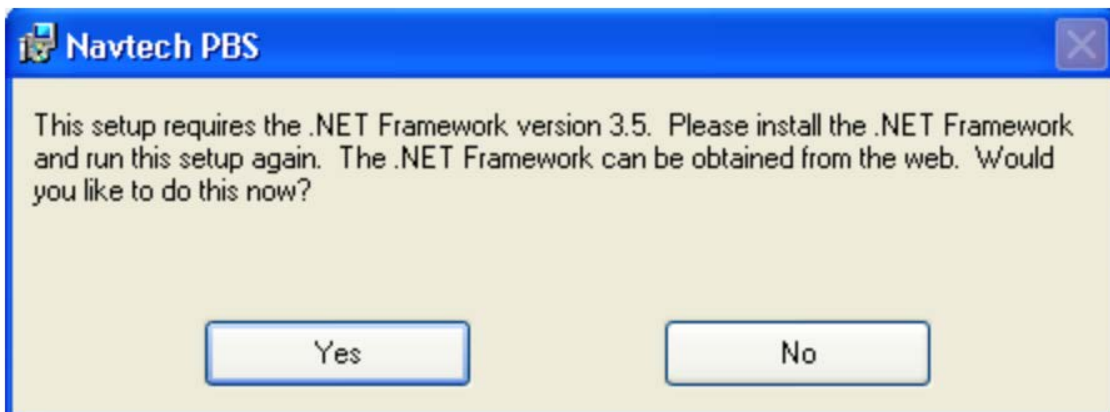 Navtech PBS
This setup requires the .NET Framework version 3.5.  Please install the .NET Framework
and run this setup again.  The .NET Framework can be obtained from the web.  Would
you like to do this now?
Yes
No